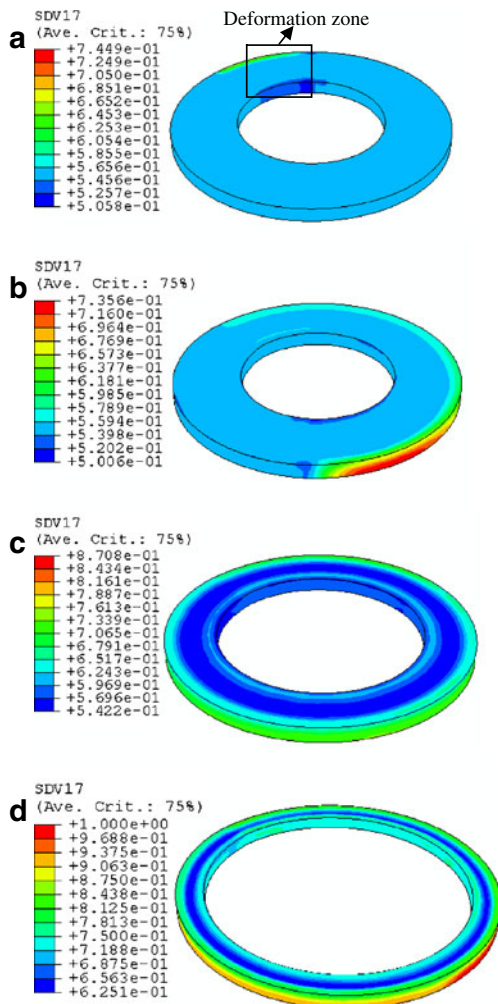 Deformation zone
a
SDV17
(Ave. Crit.: 75%)
+7.449e-01
+7.249e-01
+7.050e-01
+6.851e-01
+6.652e-01
+6.453e-01
+6.253e-01
+6.054e-01
+5.855e-01
+5.656e-01
+5.456e-01
+5.257e-01
+5.058e-01
b
SDV17
(Ave. Crit.: 75%)
+7.356e-01
+7.160e-01
+6.964e-01
+6.769e-01
+6.573e-01
+6.377e-01
+6.181e-01
+5.985e-01
+5.789e-01
+5.594e-01
+5.398e-01
+5.202e-01
+5.006e-01
c
SDV17
(Ave. Crit.: 75%)
+8.708e-01
+8.434e-01
+8.161e-01
+7.887e-01
+7.613e-01
+7.339e-01
+7.065e-01
+6.791e-01
+6.517e-01
+6.243e-01
+5.969e-01
+5.696e-01
+5.422e-01
d
SDV17
(Ave. Crit.: 75%)
+1.000e+00
+9.688e-01
+9.375e-01
+9.063e-01
+8.750e-01
+8.438e-01
+8.125e-01
+7.813e-01
+7.500e-01
+7.188e-01
+6.875e-01
+6.563e-01
+6.251e-01